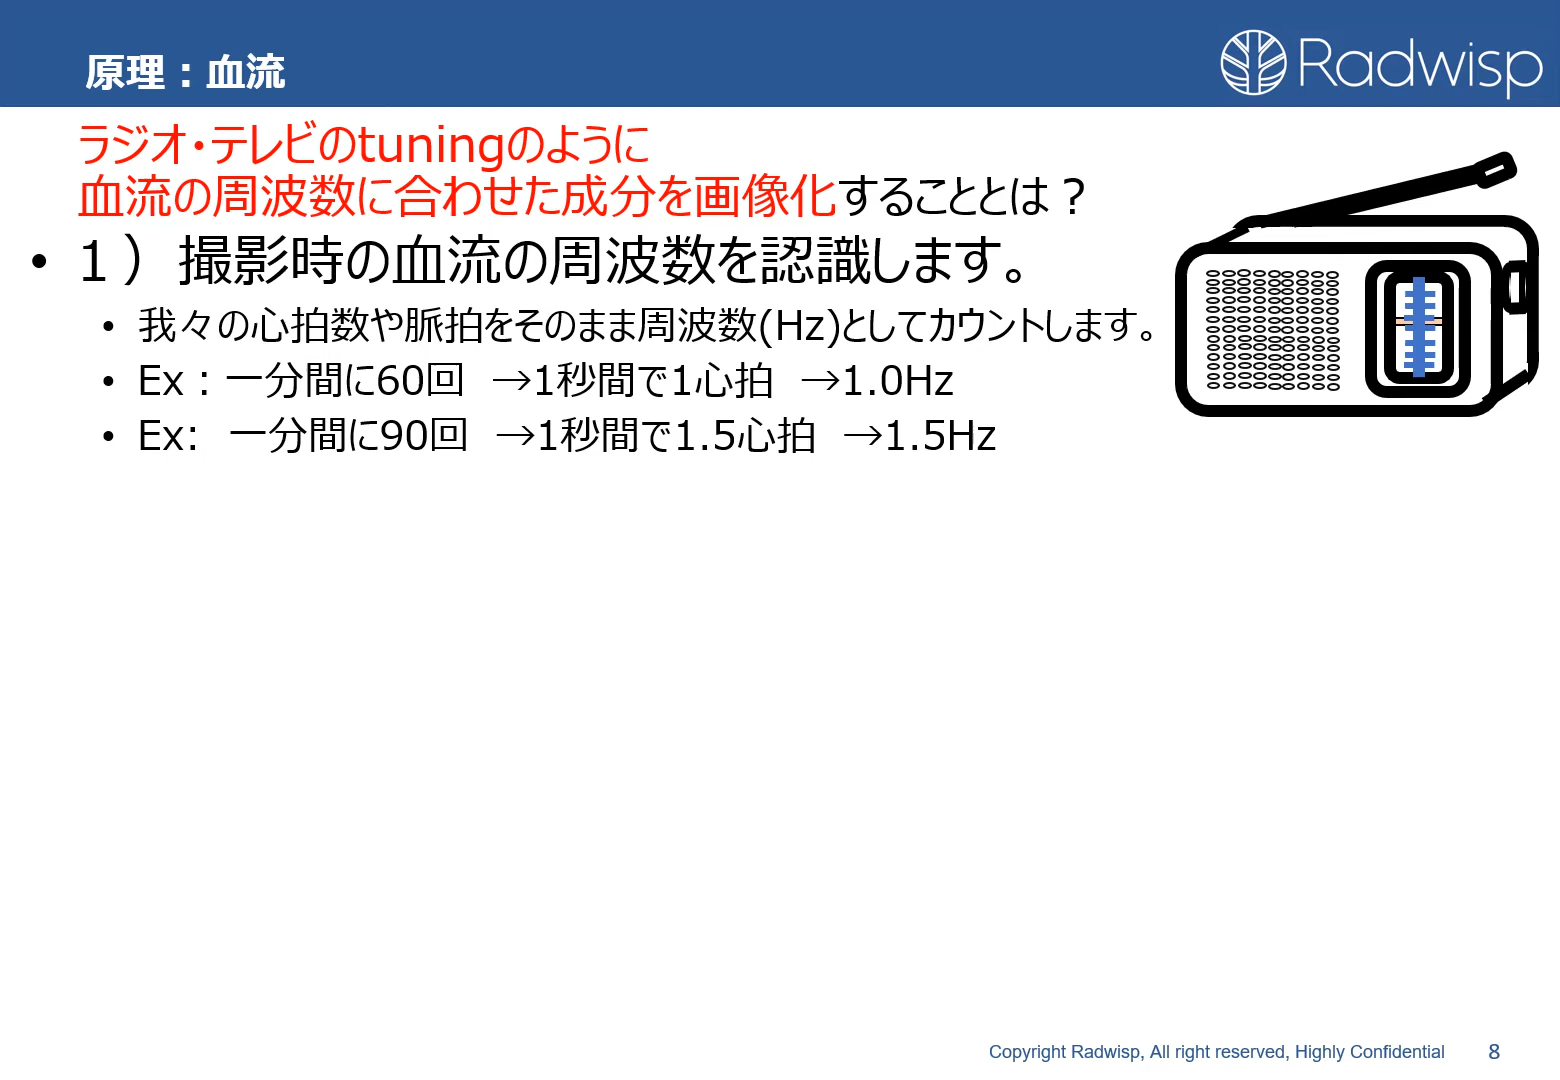 原理：血流
Radwisp
ラジオ・テレビのtuningのように
血流の周波数に合わせた成分を画像化することとは？
• １）撮影時の血流の周波数を認識します。
• 我々の心拍数や脈拍をそのまま周波数(Hz)としてカウントします。
• Ex：一分間に60回　→1秒間で1心拍　→1.0Hz
• Ex:　一分間に90回　→1秒間で1.5心拍　→1.5Hz
Copyright Radwisp, All right reserved, Highly Confidential
8